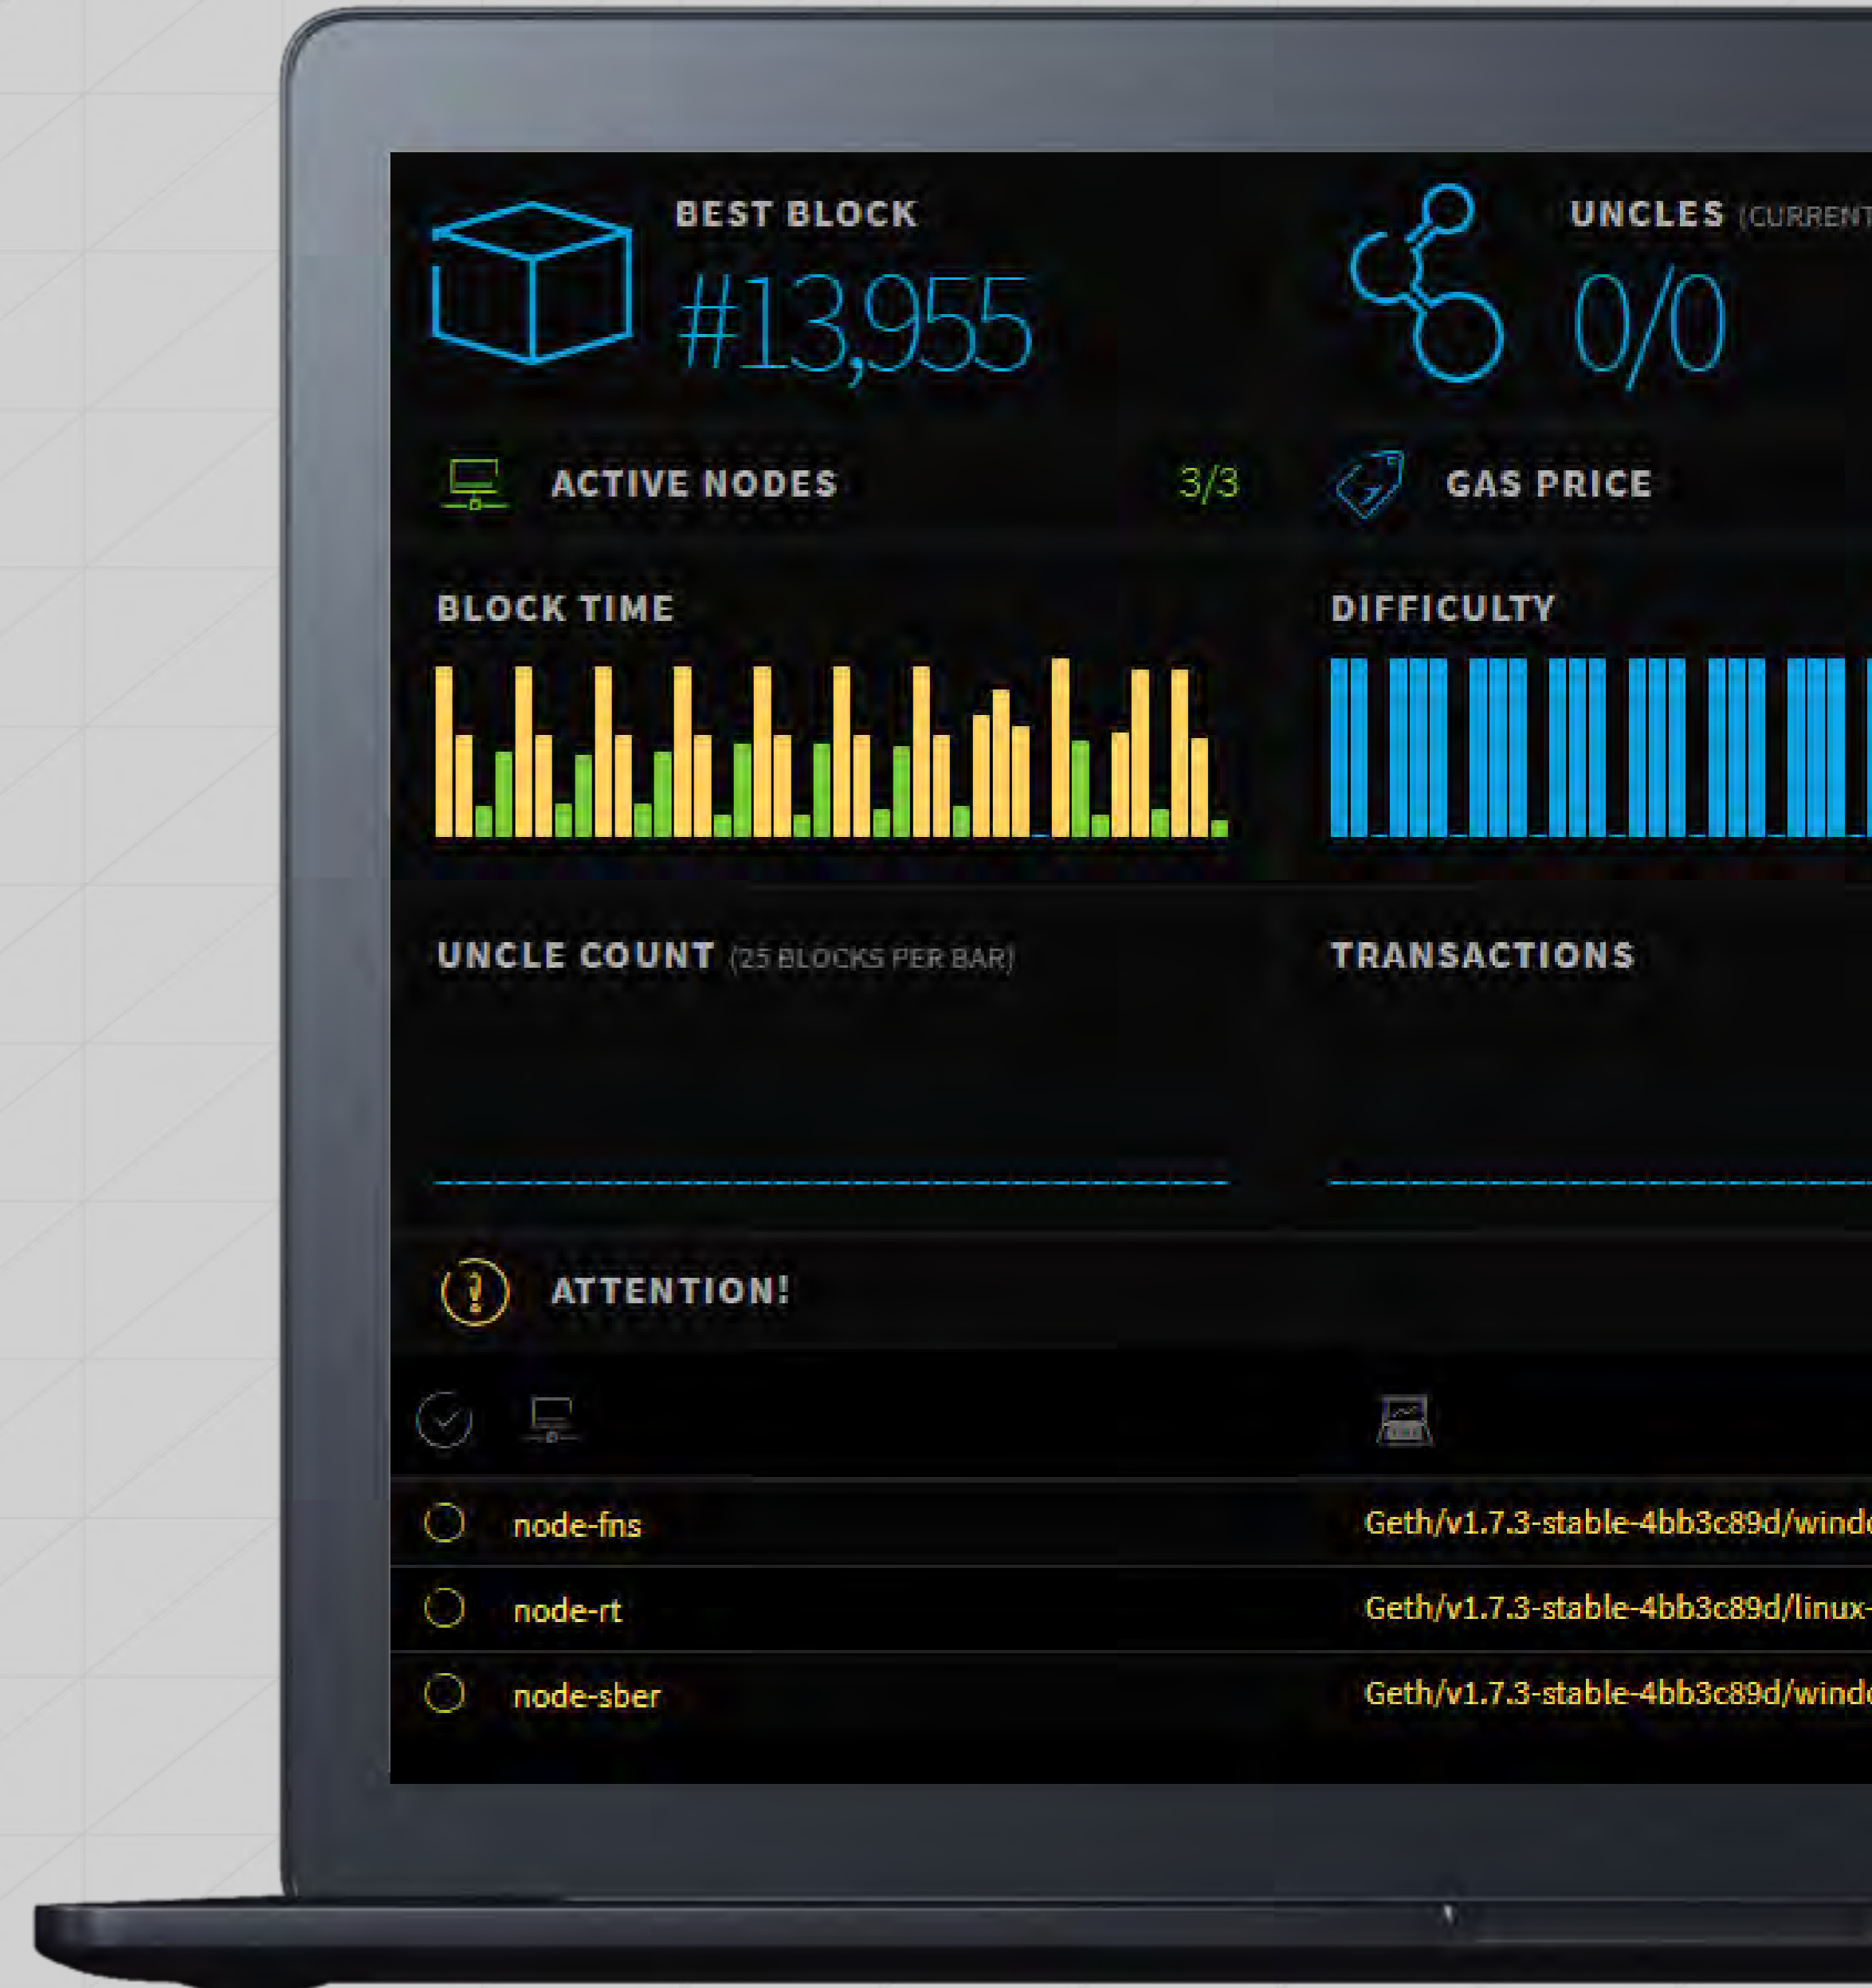 BEST BLOCK
#13,955
UNCLES (CURRENT
0/0
ACTIVE NODES 3/3
GAS PRICE
BLOCK TIME
DIFFICULTY
UNCLE COUNT (25 BLOCKS PER BAR)
TRANSACTIONS
ATTENTION!
node-fns Geth/v1.7.3-stable-4bb3c89d/windo
node-rt Geth/v1.7.3-stable-4bb3c89d/linux-
node-sber Geth/v1.7.3-stable-4bb3c89d/windo